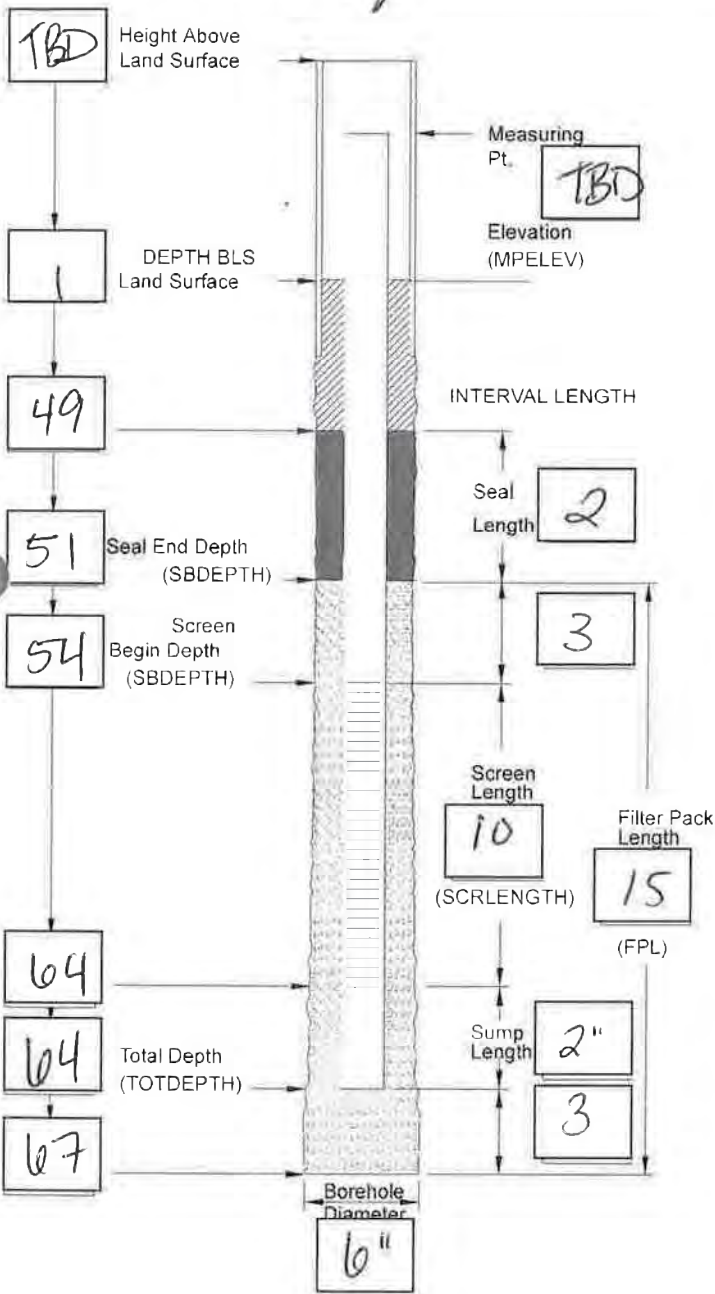 TBD
Height Above
Land Surface
Measuring
Pt.
TBD
Elevation
(MPELEV)
1
DEPTH BLS
Land Surface
49
INTERVAL LENGTH
Seal
Length
2
51
Seal End Depth
(SBDEPTH)
3
54
Screen
Begin Depth
(SBDEPTH)
Screen
Length
10
(SCRLENGTH)
Filter Pack
Length
15
(FPL)
64
Sump
Length
2"
64
Total Depth
(TOTDEPTH)
3
67
Borehole
Diameter
6"